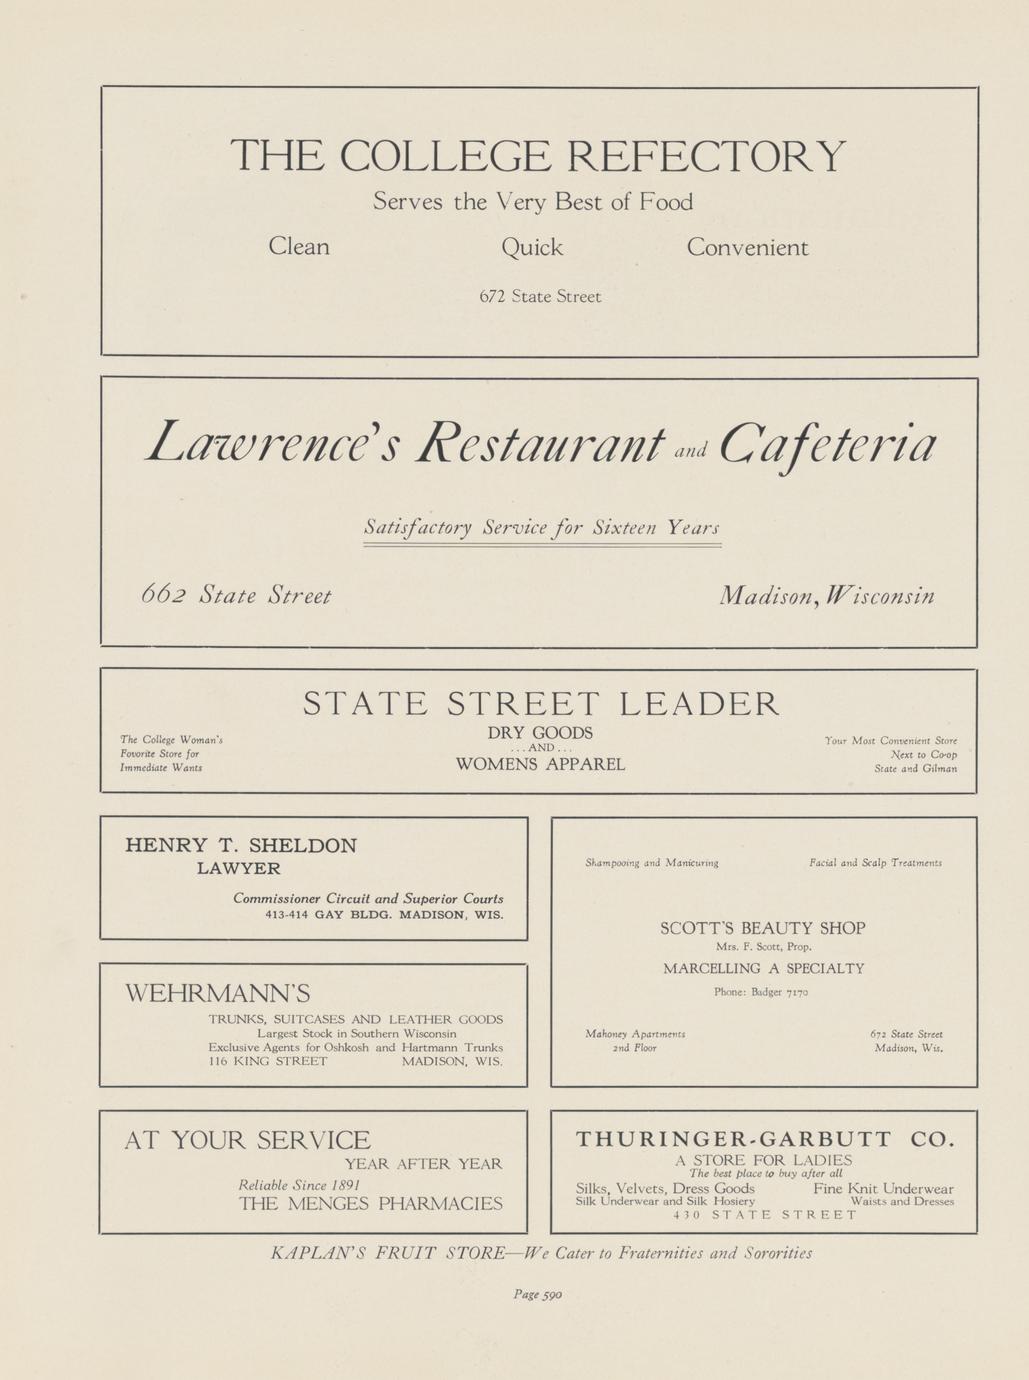 THE COLLEGE REFECTORY
Serves the Very Best of Food
Clean Quick Convenient
672 State Street
Lawrence's Restaurant and Cafeteria
Satisfactory Service for Sixteen Years
662 State Street Madison, Wisconsin
STATE STREET LEADER
The College Woman's
Fovorite Store for
Immediate Wants
DRY GOODS
...AND...
WOMENS APPAREL
Your Most Convenient Store
Next to Co-op
State and Gilman
HENRY T. SHELDON
LAWYER
Commissioner Circuit and Superior Courts
413-414 GAY BLDG. MADISON, WIS.
WEHRMANN'S
TRUNKS, SUITCASES AND LEATHER GOODS
Largest Stock in Southern Wisconsin
Exclusive Agents for Oshkosh and Hartmann Trunks
116 KING STREET MADISON, WIS.
Shampooing and Manicuring Facial and Scalp Treatments
SCOTT'S BEAUTY SHOP
Mrs. F. Scott, Prop.
MARCELLING A SPECIALTY
Phone: Badger 7170
Mahoney Apartments
2nd Floor
672 State Street
Madison, Wis.
AT YOUR SERVICE
YEAR AFTER YEAR
Reliable Since 1891
THE MENGES PHARMACIES
THURINGER-GARBUTT CO.
A STORE FOR LADIES
The best place to buy after all
Silks, Velvets, Dress Goods Fine Knit Underwear
Silk Underwear and Silk Hosiery Waists and Dresses
430 STATE STREET
KAPLAN'S FRUIT STORE—We Cater to Fraternities and Sororities
Page 590